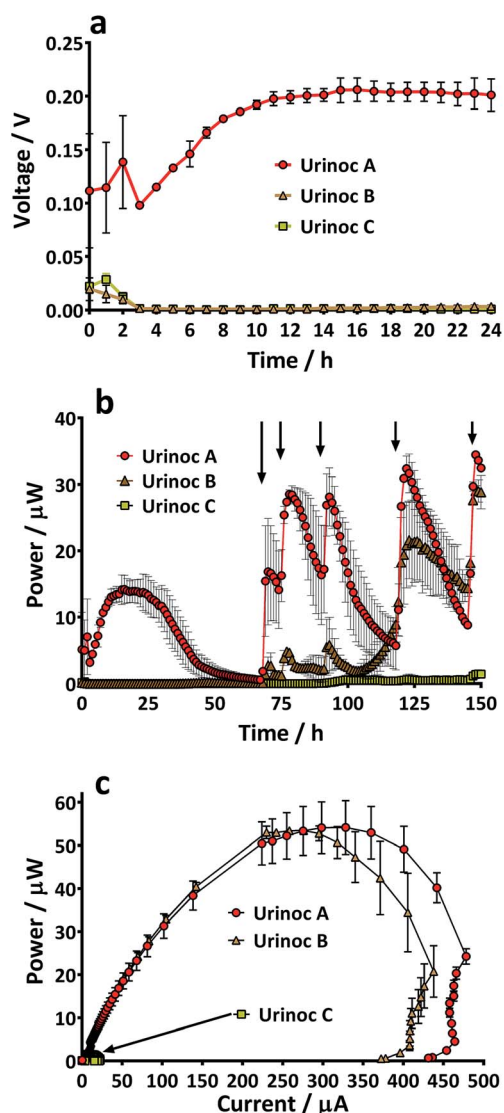 a
0.25
0.20
0.15
0.10
0.05
0.00
Voltage / V
Urinoc A
Urinoc B
Urinoc C
0 2 4 6 8 10 12 14 16 18 20 22 24
Time / h
b
40
30
20
10
0
Power / μW
Urinoc A
Urinoc B
Urinoc C
0 25 50 75 100 125 150
Time / h
c
60
50
40
30
20
10
0
Power / μW
Urinoc A
Urinoc B
Urinoc C
0 50 100 150 200 250 300 350 400 450 500
Current / μA